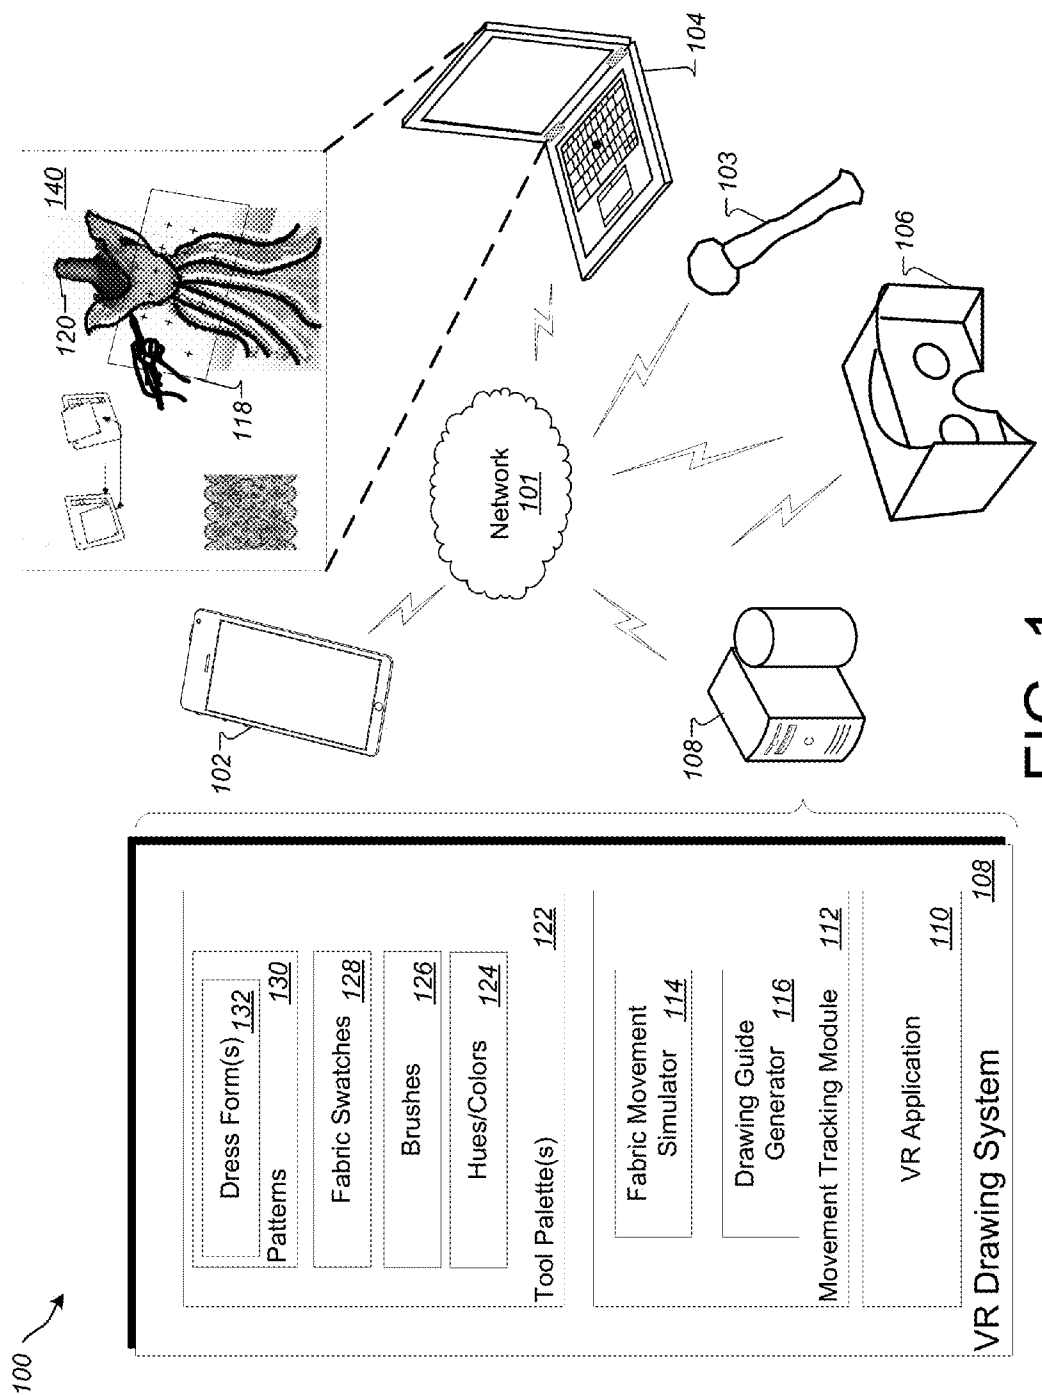 100
Dress Form(s)
132
Patterns
130
Fabric Swatches
128
Brushes
126
Hues/Colors
124
Tool Palette(s)
122
Fabric Movement
Simulator
114
Drawing Guide
Generator
116
Movement Tracking Module
112
VR Application
110
VR Drawing System
108
102
120
140
118
Network
101
104
103
106
108
FIG. 1